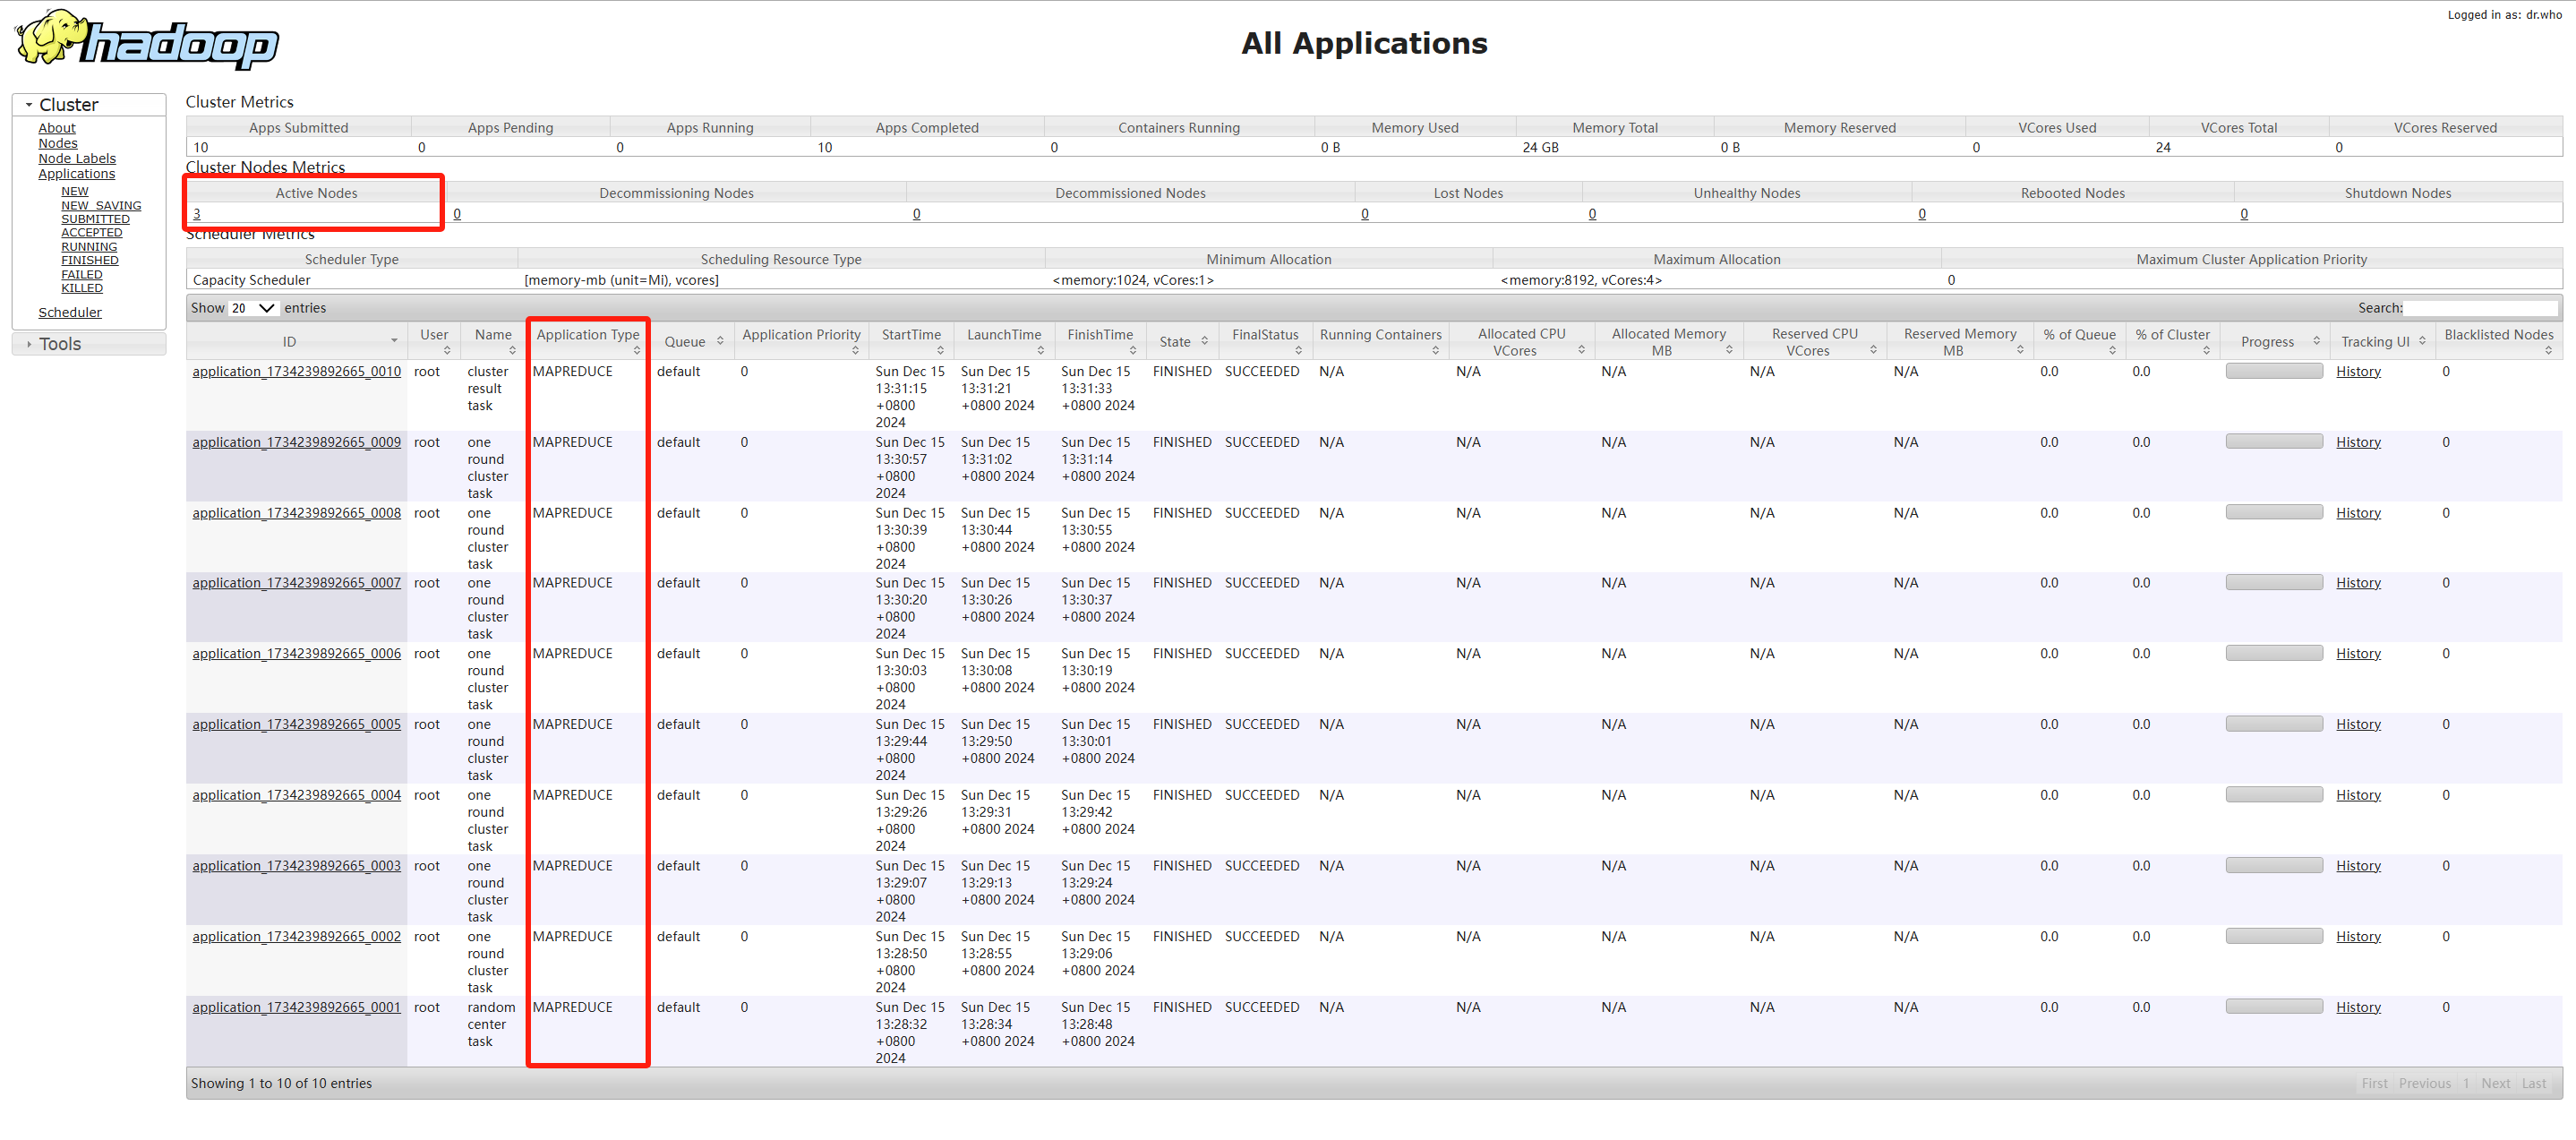 hadoop
All Applications
Logged in as: dr.who
Cluster
About
Nodes
Node Labels
Applications
NEW
NEW_SAVING
SUBMITTED
ACCEPTED
RUNNING
FINISHED
FAILED
KILLED
Scheduler
Tools
Cluster Metrics
Apps Submitted Apps Pending Apps Running Apps Completed Containers Running Memory Used Memory Total Memory Reserved VCores Used VCores Total VCores Reserved
10 0 0 10 0 0 B 24 GB 0 B 0 24 0
Cluster Nodes Metrics
Active Nodes Decommissioning Nodes Decommissioned Nodes Lost Nodes Unhealthy Nodes Rebooted Nodes Shutdown Nodes
3 0 0 0 0 0 0
Scheduler Metrics
Scheduler Type Scheduling Resource Type Minimum Allocation Maximum Allocation Maximum Cluster Application Priority
Capacity Scheduler [memory-mb (unit=Mi), vcores] <memory:1024, vCores:1> <memory:8192, vCores:4> 0
Show 20 entries Search:
ID User Name Application Type Queue Application Priority StartTime LaunchTime FinishTime State FinalStatus Running Containers Allocated CPU VCores Allocated Memory MB Reserved CPU VCores Reserved Memory MB % of Queue % of Cluster Progress Tracking UI Blacklisted Nodes
application_1734239892665_0010 root cluster result task MAPREDUCE default 0 Sun Dec 15 13:31:15 +0800 2024 Sun Dec 15 13:31:21 +0800 2024 Sun Dec 15 13:31:33 +0800 2024 FINISHED SUCCEEDED N/A N/A N/A N/A N/A 0.0 0.0 History 0
application_1734239892665_0009 root one round cluster task MAPREDUCE default 0 Sun Dec 15 13:30:57 +0800 2024 Sun Dec 15 13:31:02 +0800 2024 Sun Dec 15 13:31:14 +0800 2024 FINISHED SUCCEEDED N/A N/A N/A N/A N/A 0.0 0.0 History 0
application_1734239892665_0008 root one round cluster task MAPREDUCE default 0 Sun Dec 15 13:30:39 +0800 2024 Sun Dec 15 13:30:44 +0800 2024 Sun Dec 15 13:30:55 +0800 2024 FINISHED SUCCEEDED N/A N/A N/A N/A N/A 0.0 0.0 History 0
application_1734239892665_0007 root one round cluster task MAPREDUCE default 0 Sun Dec 15 13:30:20 +0800 2024 Sun Dec 15 13:30:26 +0800 2024 Sun Dec 15 13:30:37 +0800 2024 FINISHED SUCCEEDED N/A N/A N/A N/A N/A 0.0 0.0 History 0
application_1734239892665_0006 root one round cluster task MAPREDUCE default 0 Sun Dec 15 13:30:03 +0800 2024 Sun Dec 15 13:30:08 +0800 2024 Sun Dec 15 13:30:19 +0800 2024 FINISHED SUCCEEDED N/A N/A N/A N/A N/A 0.0 0.0 History 0
application_1734239892665_0005 root one round cluster task MAPREDUCE default 0 Sun Dec 15 13:29:44 +0800 2024 Sun Dec 15 13:29:50 +0800 2024 Sun Dec 15 13:30:01 +0800 2024 FINISHED SUCCEEDED N/A N/A N/A N/A N/A 0.0 0.0 History 0
application_1734239892665_0004 root one round cluster task MAPREDUCE default 0 Sun Dec 15 13:29:26 +0800 2024 Sun Dec 15 13:29:31 +0800 2024 Sun Dec 15 13:29:42 +0800 2024 FINISHED SUCCEEDED N/A N/A N/A N/A N/A 0.0 0.0 History 0
application_1734239892665_0003 root one round cluster task MAPREDUCE default 0 Sun Dec 15 13:29:07 +0800 2024 Sun Dec 15 13:29:13 +0800 2024 Sun Dec 15 13:29:24 +0800 2024 FINISHED SUCCEEDED N/A N/A N/A N/A N/A 0.0 0.0 History 0
application_1734239892665_0002 root one round cluster task MAPREDUCE default 0 Sun Dec 15 13:28:50 +0800 2024 Sun Dec 15 13:28:55 +0800 2024 Sun Dec 15 13:29:06 +0800 2024 FINISHED SUCCEEDED N/A N/A N/A N/A N/A 0.0 0.0 History 0
application_1734239892665_0001 root random center task MAPREDUCE default 0 Sun Dec 15 13:28:32 +0800 2024 Sun Dec 15 13:28:34 +0800 2024 Sun Dec 15 13:28:48 +0800 2024 FINISHED SUCCEEDED N/A N/A N/A N/A N/A 0.0 0.0 History 0
Showing 1 to 10 of 10 entries First Previous 1 Next Last